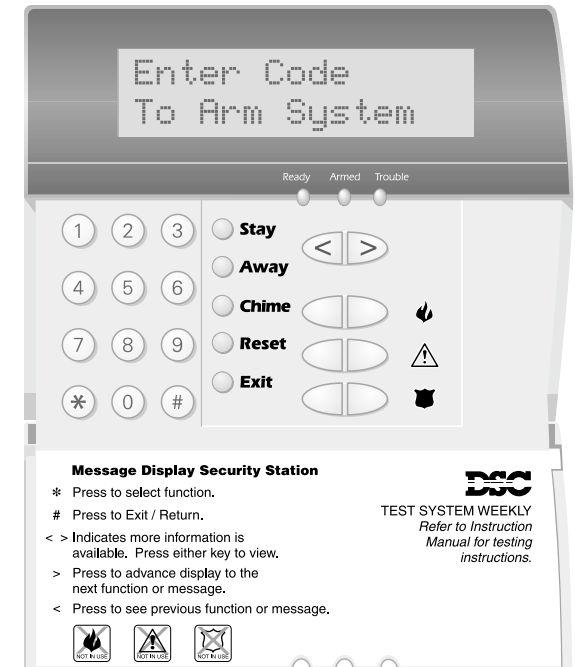 Enter Code
To Arm System
Ready Armed Trouble
1 2 3
4 5 6
7 8 9
* 0 #
Stay
Away
Chime
Reset
Exit
< >
Message Display Security Station
* Press to select function.
# Press to Exit / Return.
< > Indicates more information is
available. Press either key to view.
> Press to advance display to the
next function or message.
< Press to see previous function or message.
NOT IN USE NOT IN USE NOT IN USE
DSC
TEST SYSTEM WEEKLY
Refer to Instruction
Manual for testing
instructions.